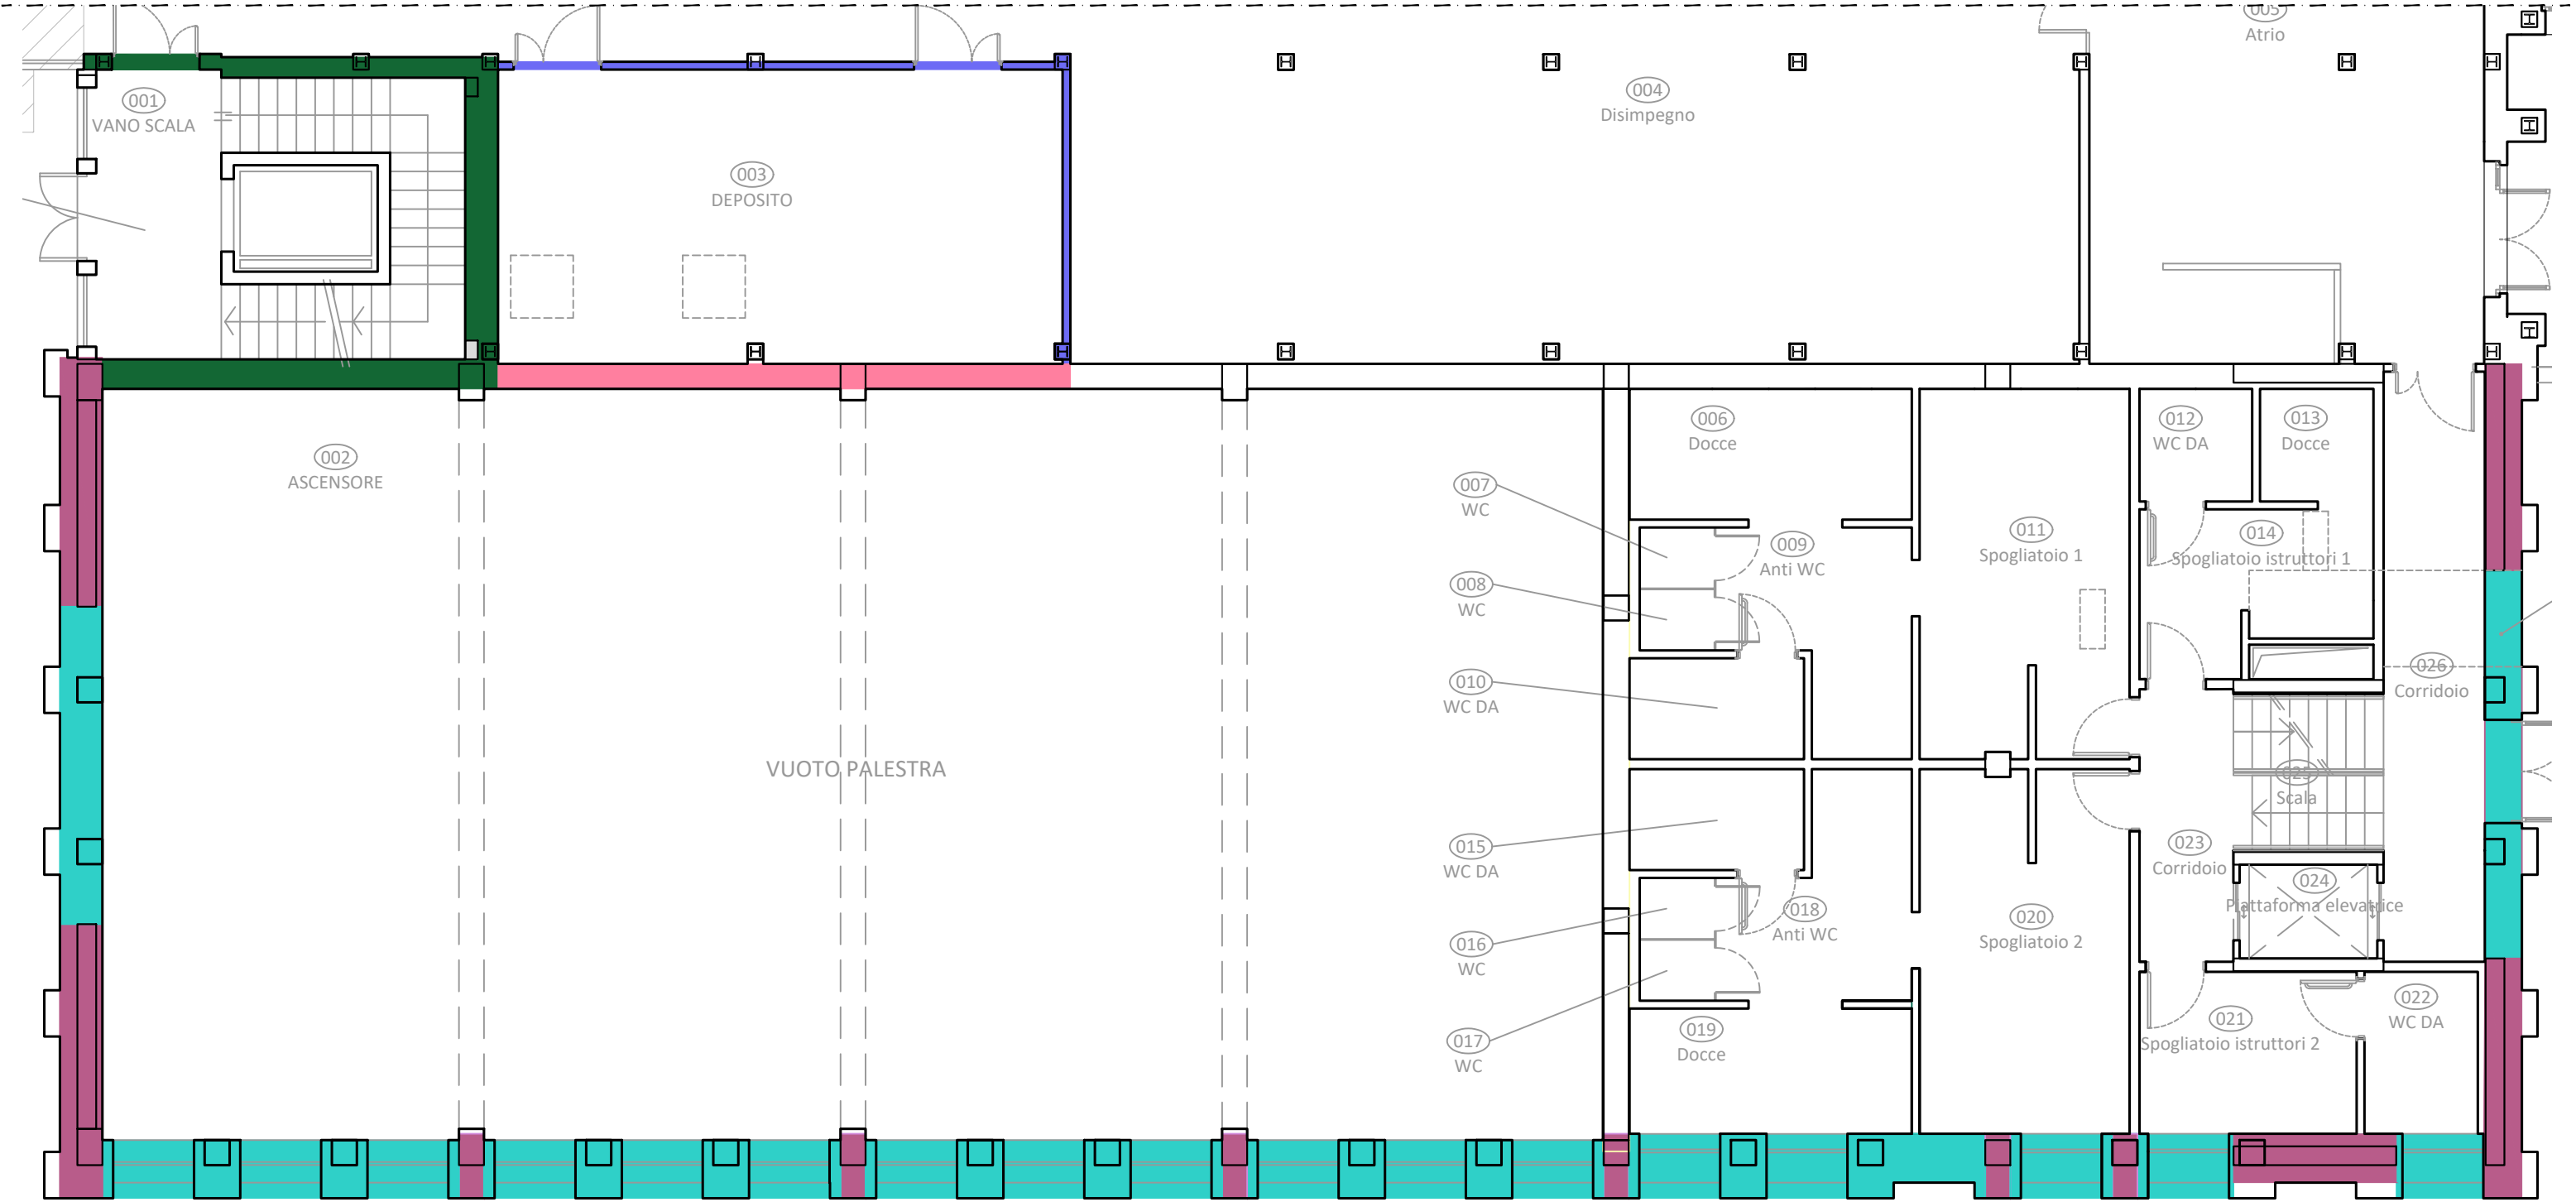 005
Atrio
001
VANO SCALA
004
Disimpegno
003
DEPOSITO
002
ASCENSORE
006
Docce
012
WC DA
013
Docce
007
WC
009
Anti WC
011
Spogliatoio 1
014
Spogliatoio istruttori 1
008
WC
010
WC DA
026
Corridoio
VUOTO PALESTRA
025
Scala
015
WC DA
023
Corridoio
024
Piattaforma elevatrice
016
WC
018
Anti WC
020
Spogliatoio 2
017
WC
019
Docce
021
Spogliatoio istruttori 2
022
WC DA